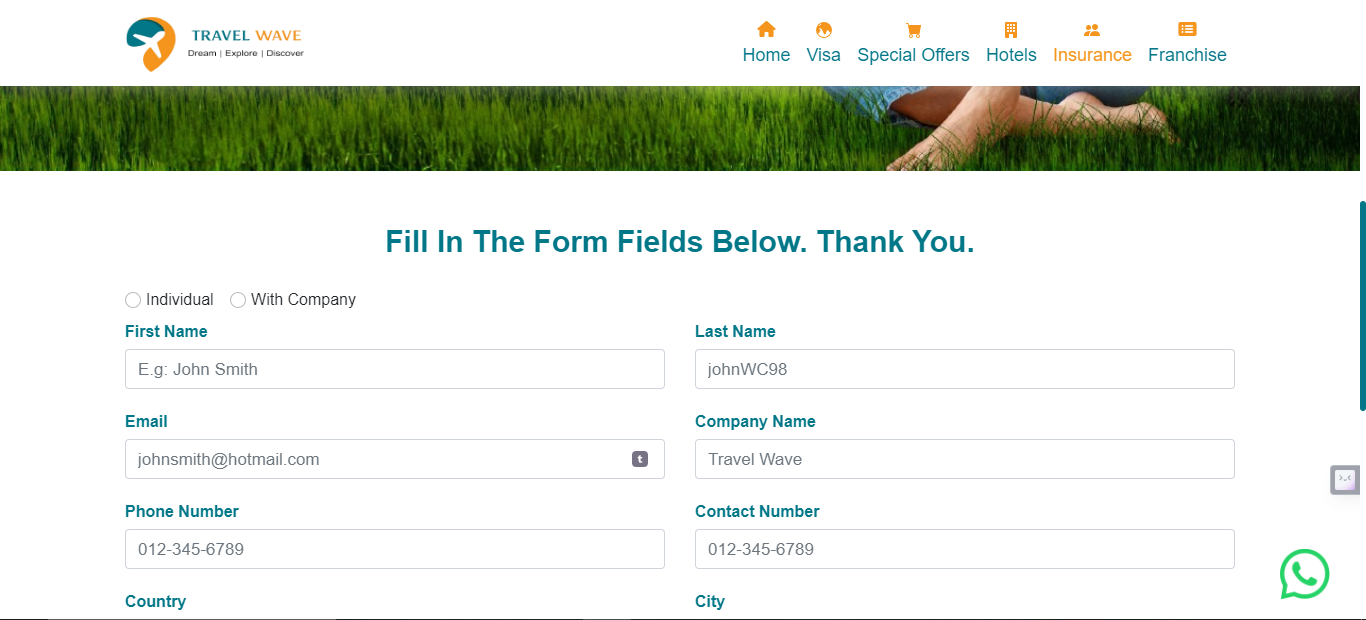 TRAVEL WAVE
Dream | Explore | Discover
Home Visa Special Offers Hotels Insurance Franchise
Fill In The Form Fields Below. Thank You.
Individual With Company
First Name Last Name
E.g: John Smith johnWC98
Email Company Name
johnsmith@hotmail.com t Travel Wave
Phone Number Contact Number
012-345-6789 012-345-6789
Country City